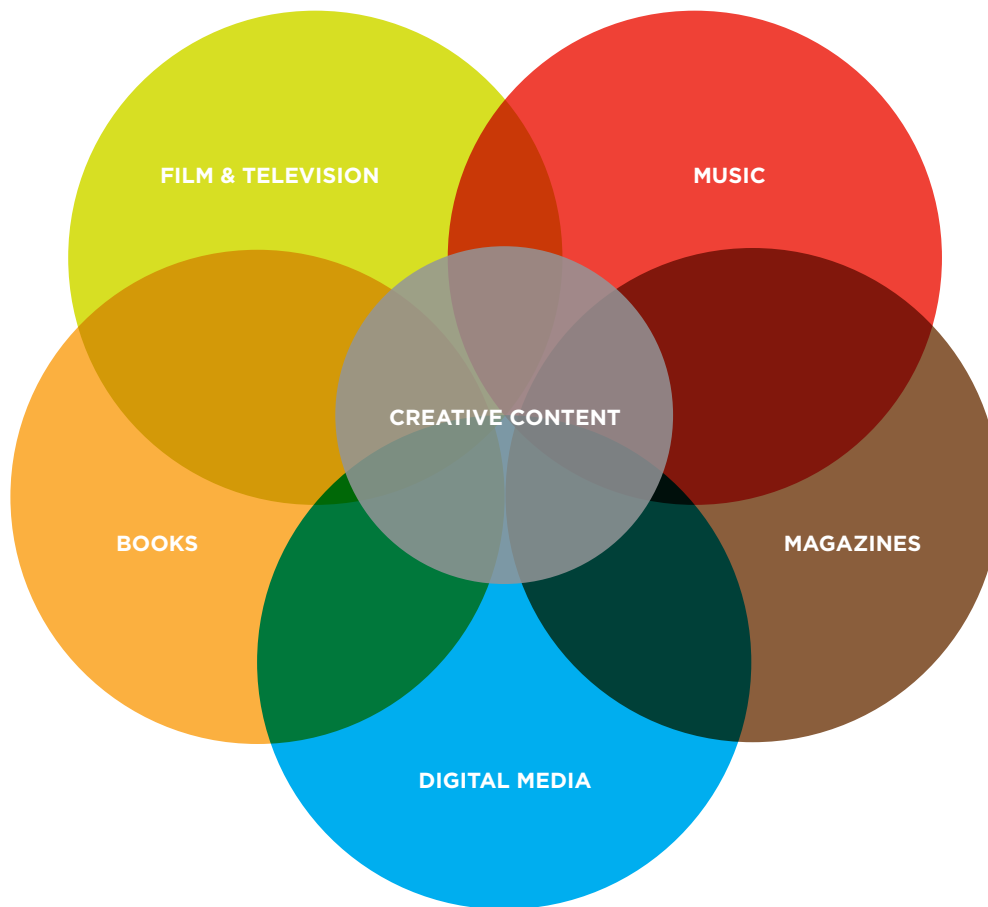 FILM & TELEVISION
MUSIC
CREATIVE CONTENT
BOOKS
MAGAZINES
DIGITAL MEDIA